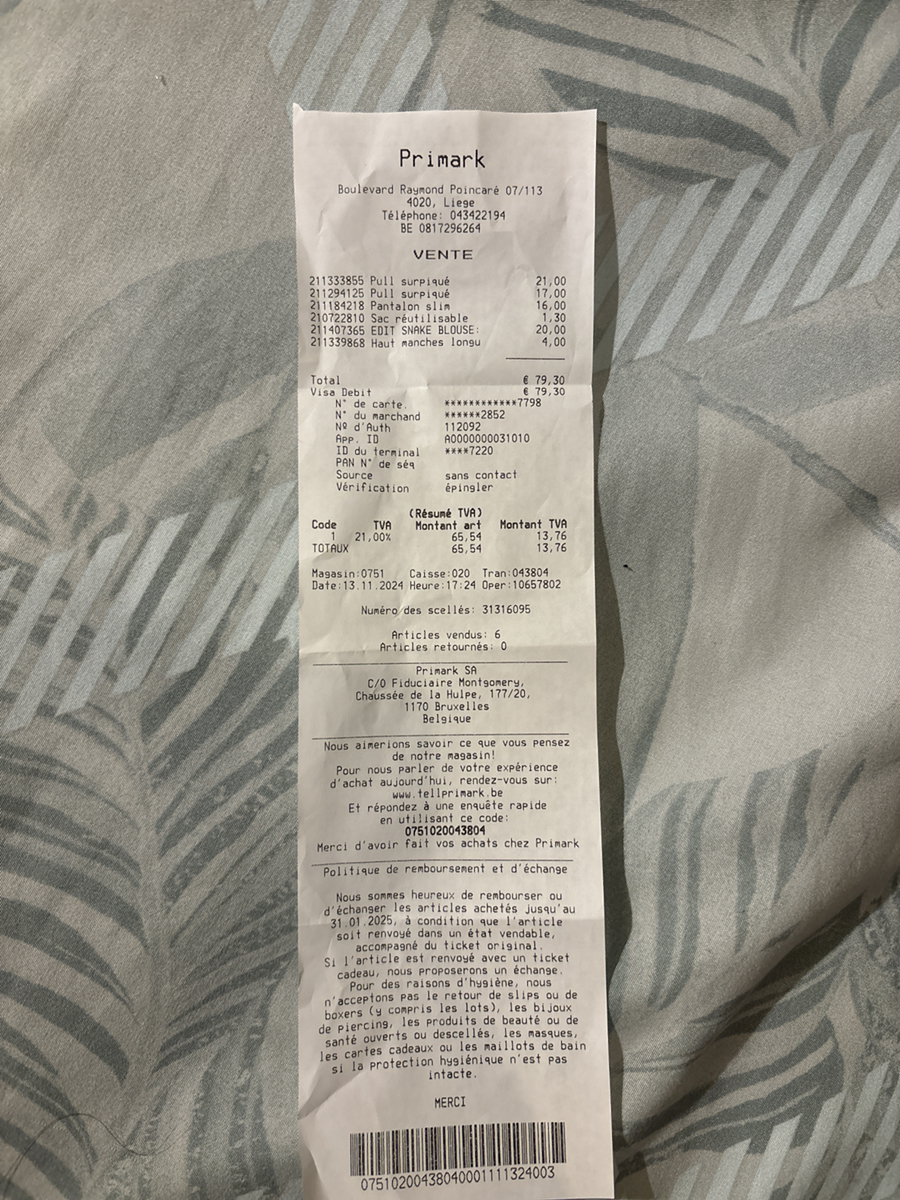 Primark
Boulevard Raymond Poincaré 07/113
4020, Liege
Téléphone: 043422194
BE 0817296264
VENTE
211333855 Pull surpiqué 21,00
211294125 Pull surpiqué 17,00
211184218 Pantalon slim 16,00
210722810 Sac réutilisable 1,30
211407365 EDIT SNAKE BLOUSE: 20,00
211339868 Haut manches longu 4,00
Total € 79,30
Visa Debit € 79,30
N° de carte. ************7798
N° du marchand ******2852
Nº d'Auth 112092
App. ID A0000000031010
ID du terminal ****7220
PAN N° de séq
Source sans contact
Vérification épingler
(Résumé TVA)
Code TVA Montant art Montant TVA
1 21,00% 65,54 13,76
TOTAUX 65,54 13,76
Magasin:0751 Caisse:020 Tran:043804
Date:13.11.2024 Heure:17:24 Oper:10657802
Numéro des scellés: 31316095
Articles vendus: 6
Articles retournés: 0
Primark SA
C/O Fiduciaire Montgomery,
Chaussée de la Hulpe, 177/20,
1170 Bruxelles
Belgique
Nous aimerions savoir ce que vous pensez
de notre magasin!
Pour nous parler de votre expérience
d'achat aujourd'hui, rendez-vous sur:
www.tellprimark.be
Et répondez à une enquête rapide
en utilisant ce code:
0751020043804
Merci d'avoir fait vos achats chez Primark
Politique de remboursement et d'échange
Nous sommes heureux de rembourser ou
d'échanger les articles achetés jusqu'au
31.01.2025, à condition que l'article
soit renvoyé dans un état vendable,
accompagné du ticket original.
Si l'article est renvoyé avec un ticket
cadeau, nous proposerons un échange.
Pour des raisons d'hygiène, nous
n'acceptons pas le retour de slips ou de
boxers (y compris les lots), les bijoux
de piercing, les produits de beauté ou de
santé ouverts ou descellés, les masques,
les cartes cadeaux ou les maillots de bain
si la protection hygiénique n'est pas
intacte.
MERCI
07510200438040001111324003